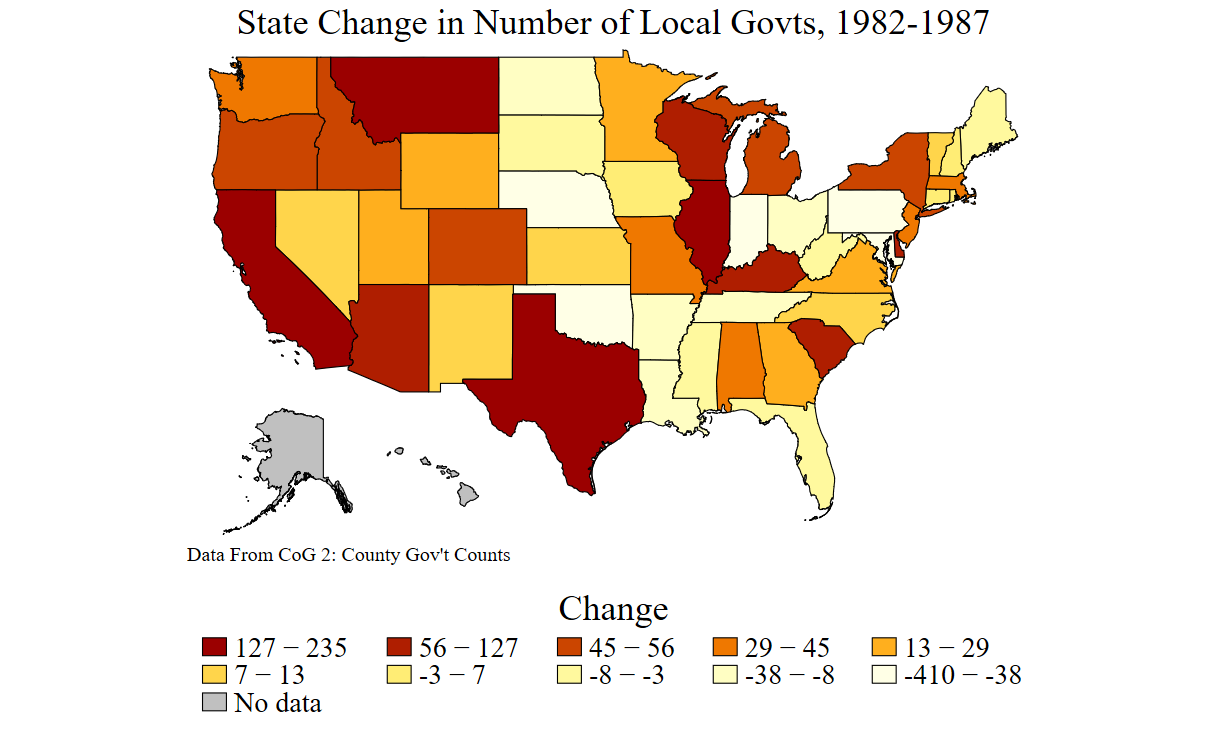 State Change in Number of Local Govts, 1982-1987
Data From CoG 2: County Gov't Counts
Change
127 − 235 56 − 127 45 − 56 29 − 45 13 − 29
7 − 13 -3 − 7 -8 − -3 -38 − -8 -410 − -38
No data